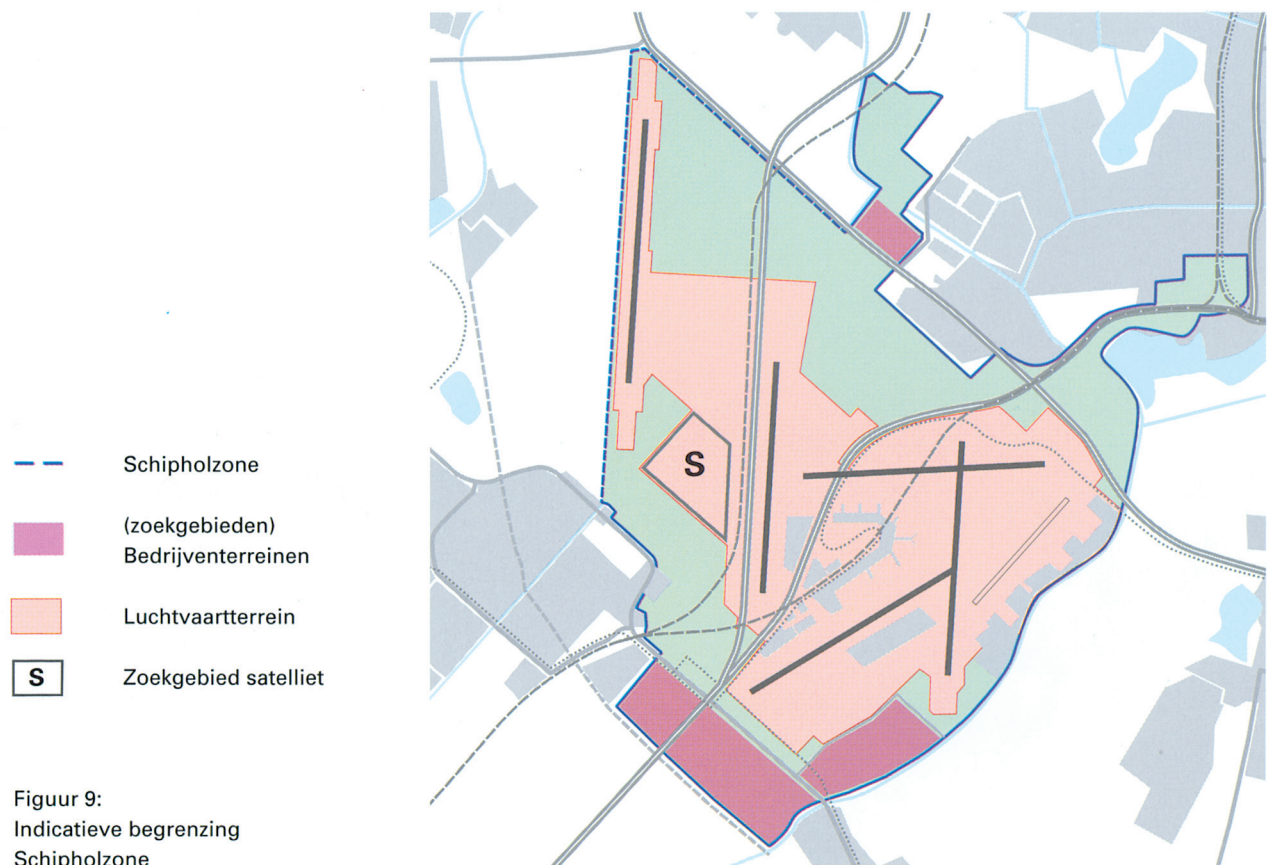 S
Schipholzone
(zoekgebieden)
Bedrijventerreinen
Luchtvaartterrein
S
Zoekgebied satelliet
Figuur 9:
Indicatieve begrenzing
Schipholzone